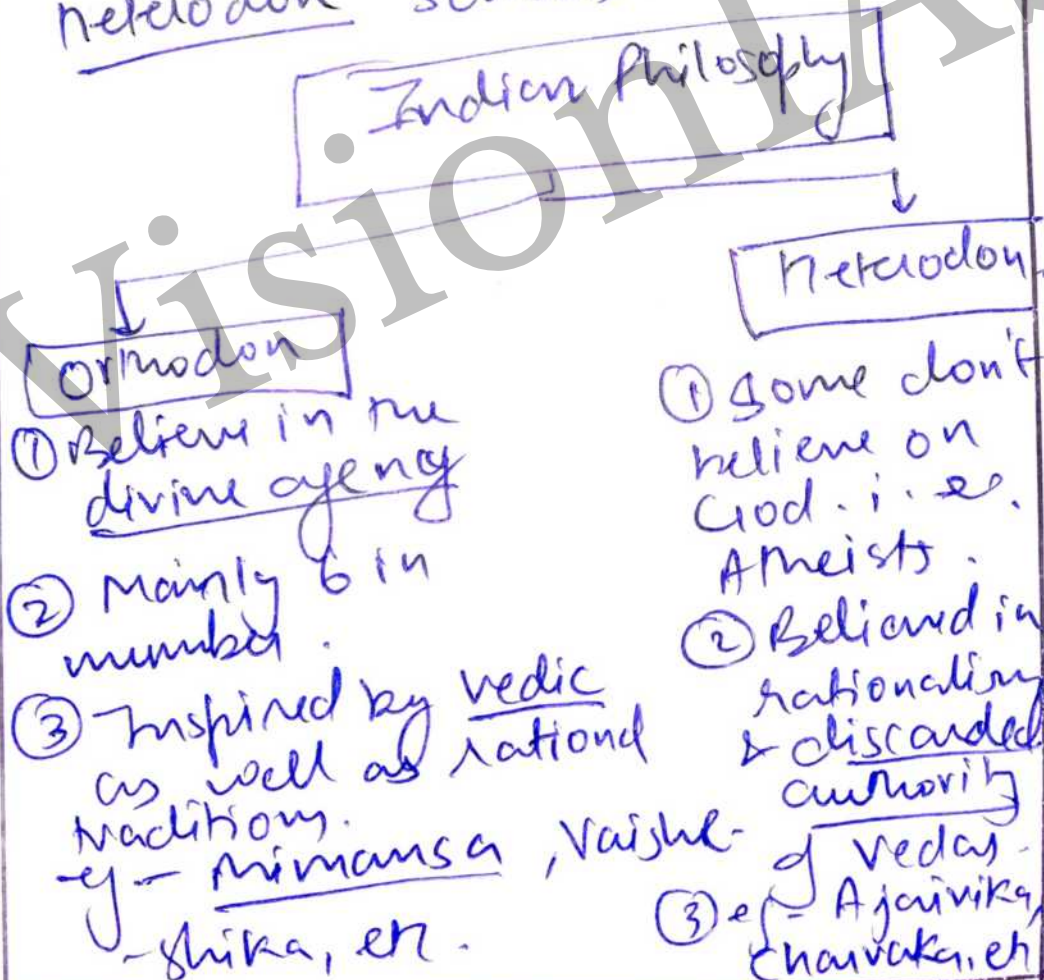 heterodox
Indian Philosophy
Orthodox
① Believe in the
divine agency
② Mainly 6 in
number.
③ Inspired by vedic
as well as rational
traditions.
eg - Mimansa, Vaishe-
-shika, etc.
Heterodox
① Some don't
believe on
God. i.e.
Atheists.
② Believed in
rationalism
& discarded
authority
of Vedas.
③ eg - Ajaivika,
charvaka, etc
VisionIA